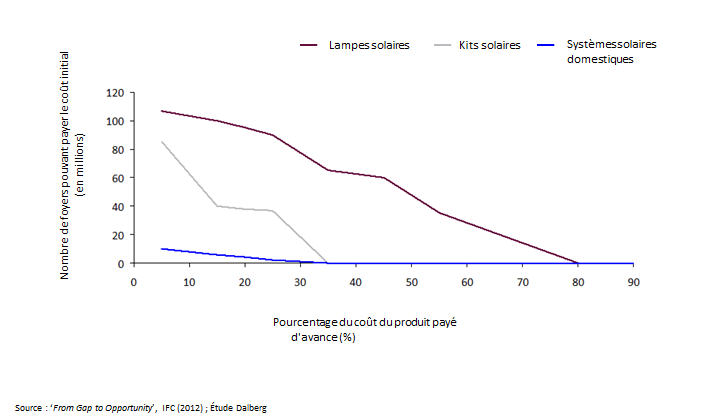 Lampes solaires
Kits solaires
Systèmes solaires
domestiques
Nombre de foyers pouvant payer le coût initial
(en millions)
120
100
80
60
40
20
0
0 10 20 30 40 50 60 70 80 90
Pourcentage du coût du produit payé
d'avance (%)
Source : ‘From Gap to Opportunity’, IFC (2012) ; Étude Dalberg